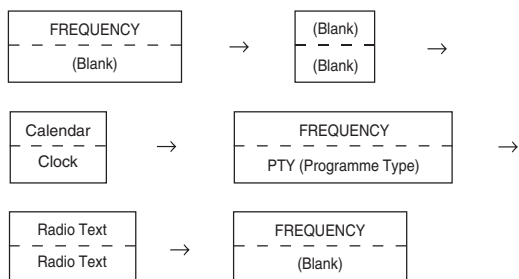 FREQUENCY
(Blank)
→
(Blank)
(Blank)
→
Calendar
Clock
→
FREQUENCY
PTY (Programme Type)
→
Radio Text
Radio Text
→
FREQUENCY
(Blank)